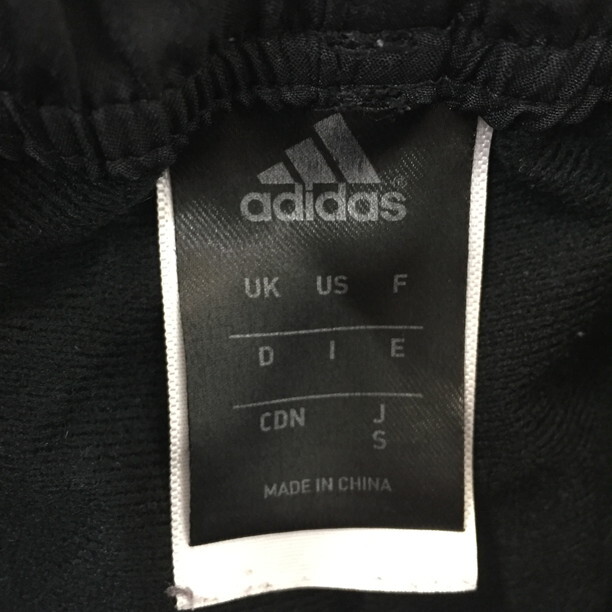 adidas
UK US F
D I E
CDN J
S
MADE IN CHINA